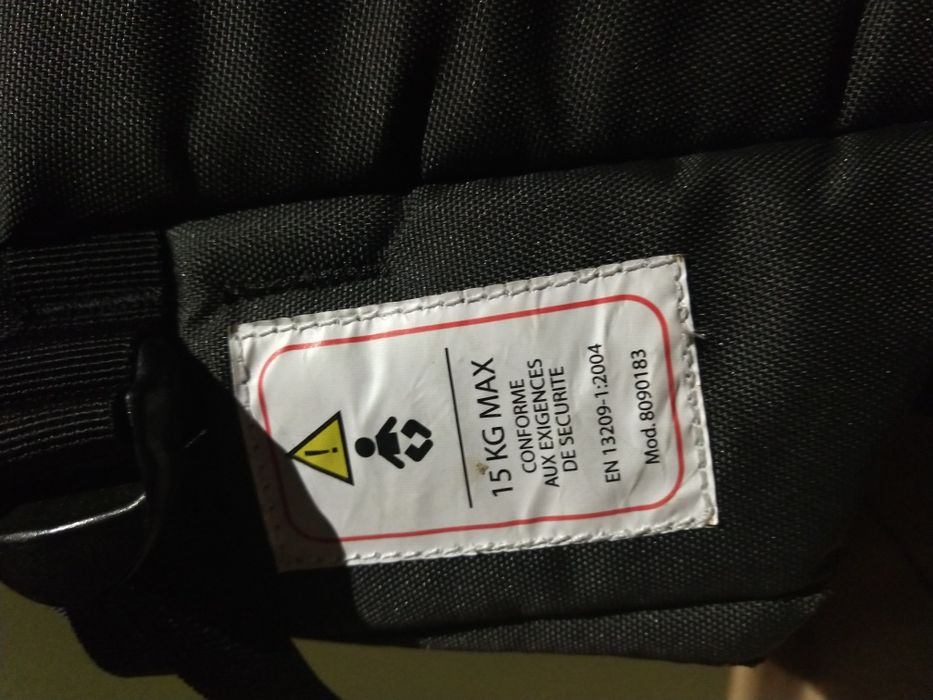 15 KG MAX
CONFORME
AUX EXIGENCES
DE SECURITE
EN 13209-1:2004
Mod. 8090183